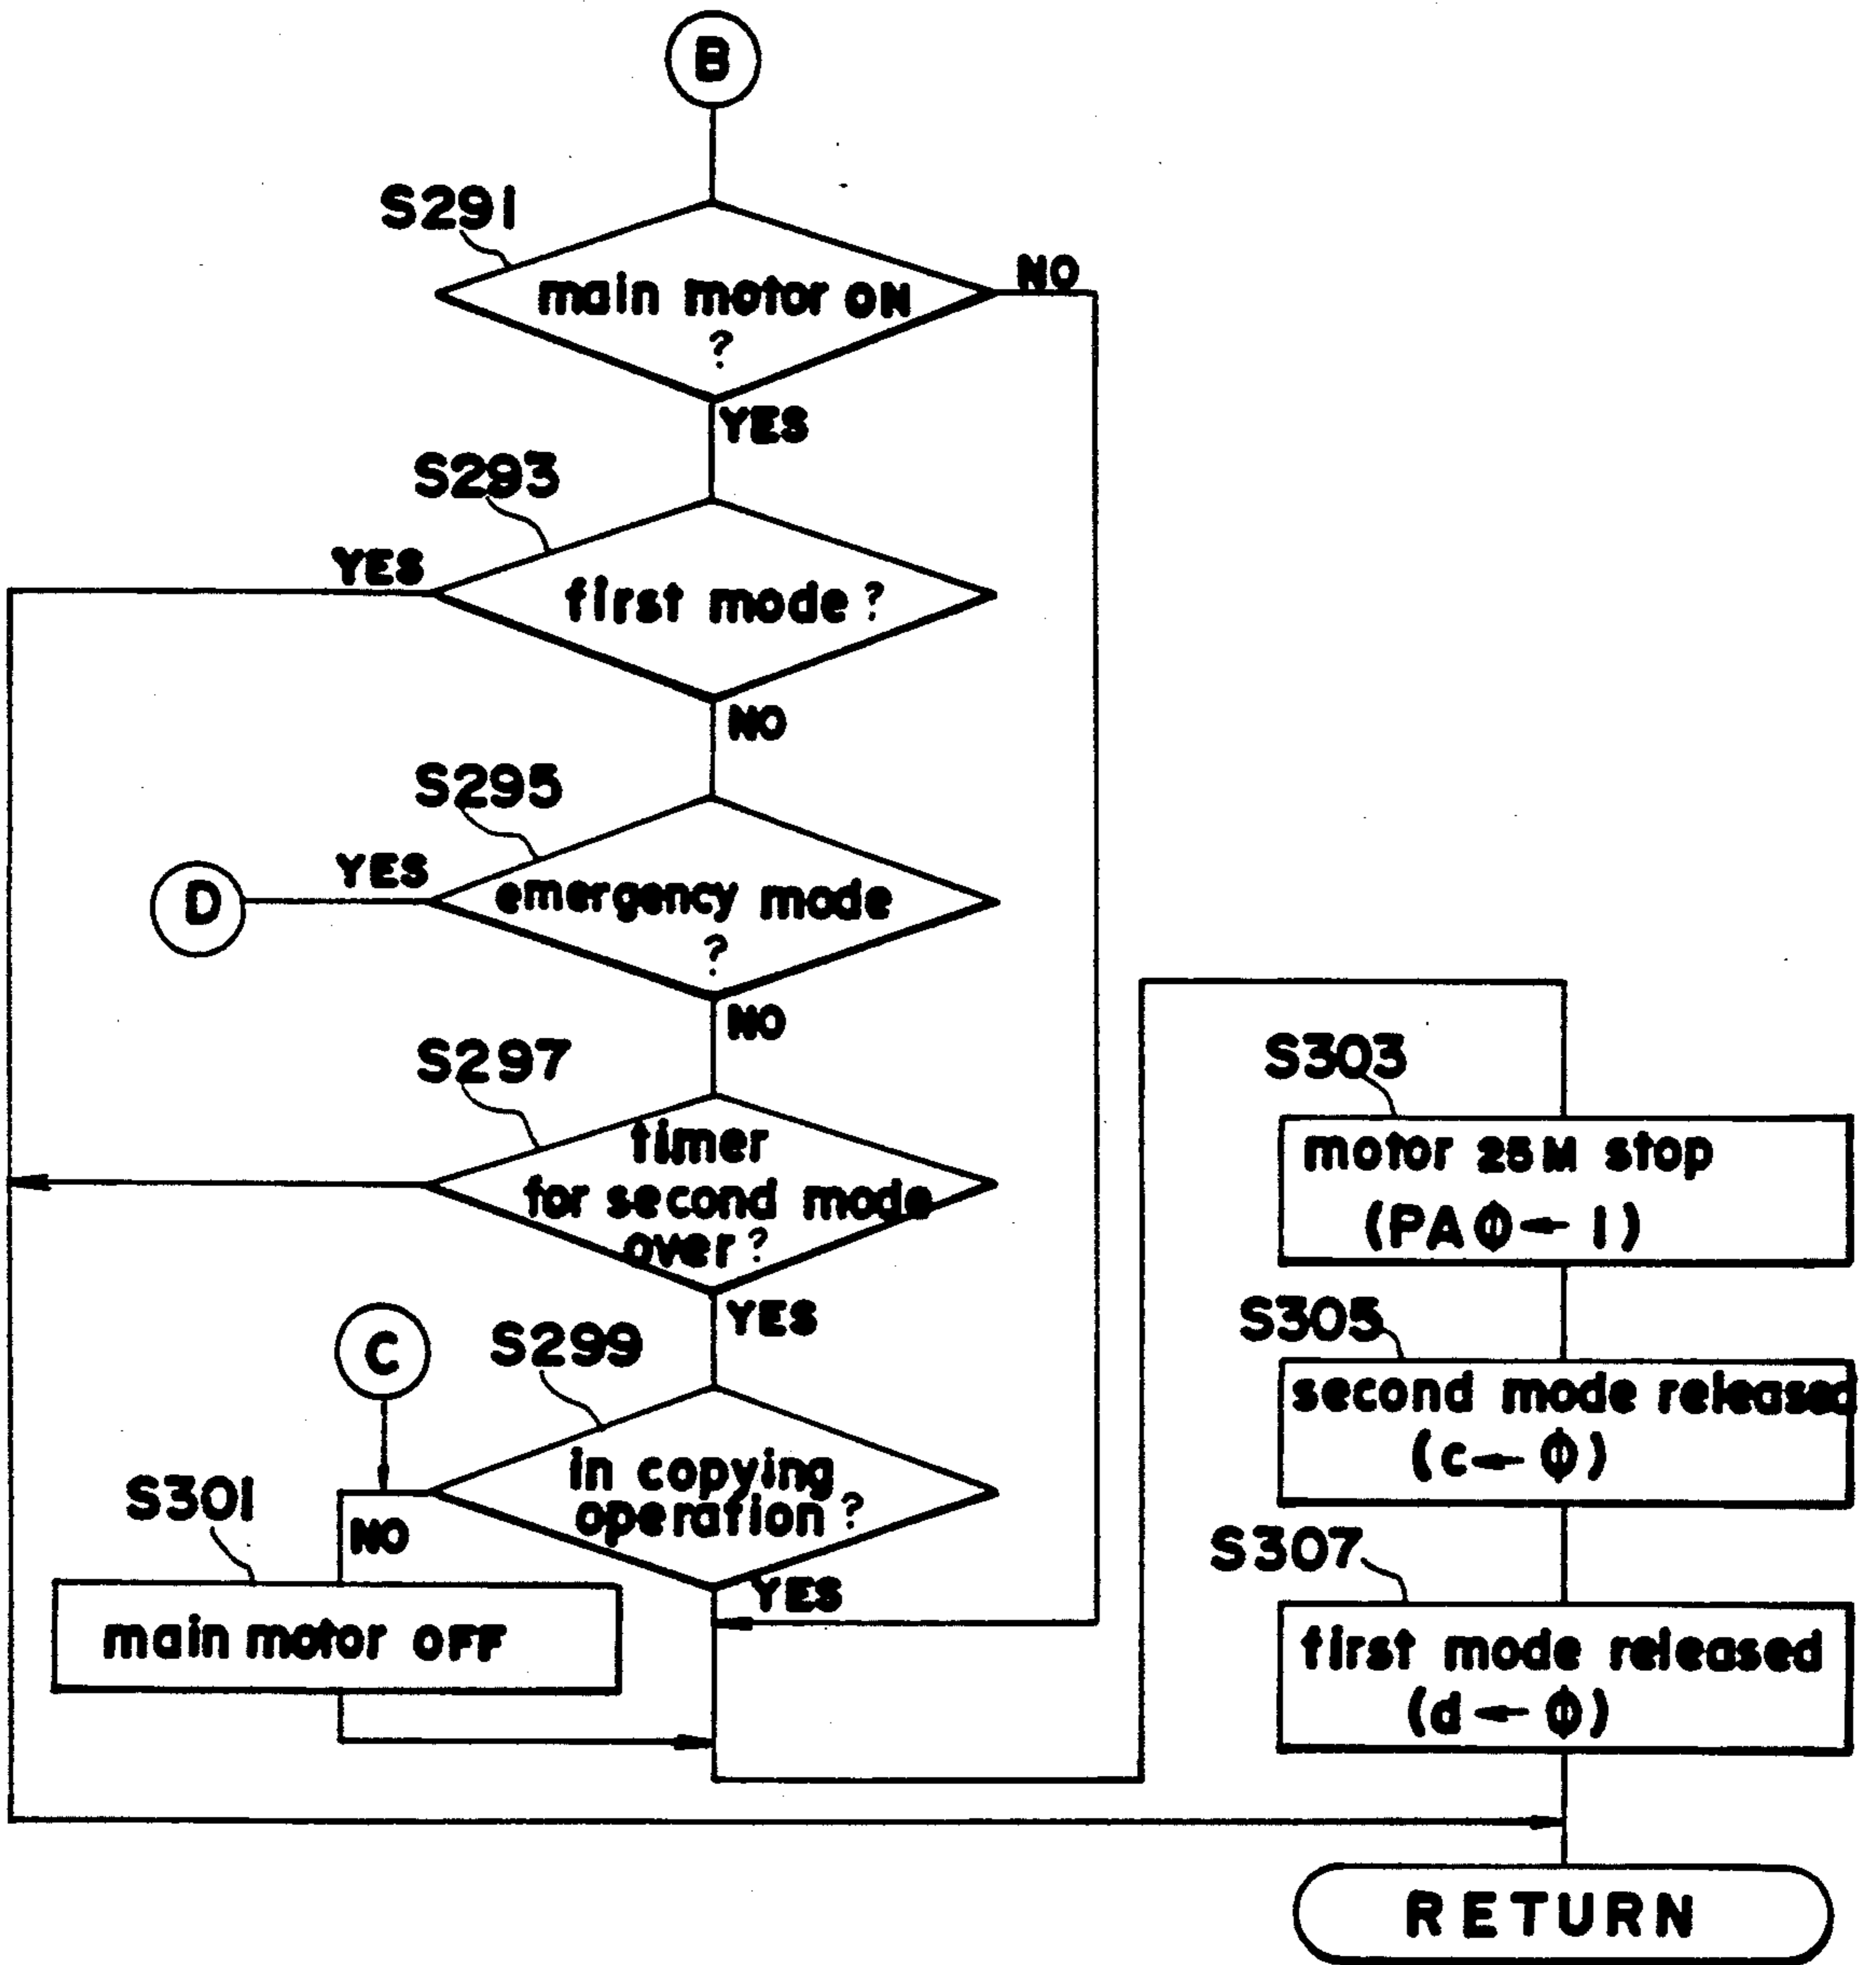 B
S291
main motor ON
?
NO
YES
S293
YES
first mode ?
NO
S295
D
YES
emergency mode
?
NO
S297
timer
for second mode
over ?
YES
C
S299
in copying
operation ?
NO
YES
S301
main motor OFF
S303
motor 25M stop
(PAΦ ← 1)
S305
second mode released
(c ← Φ)
S307
first mode released
(d ← Φ)
RETURN